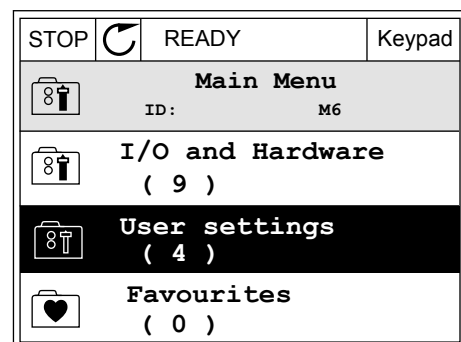 STOP READY Keypad
Main Menu
ID: M6
I/O and Hardware
( 9 )
User settings
( 4 )
Favourites
( 0 )